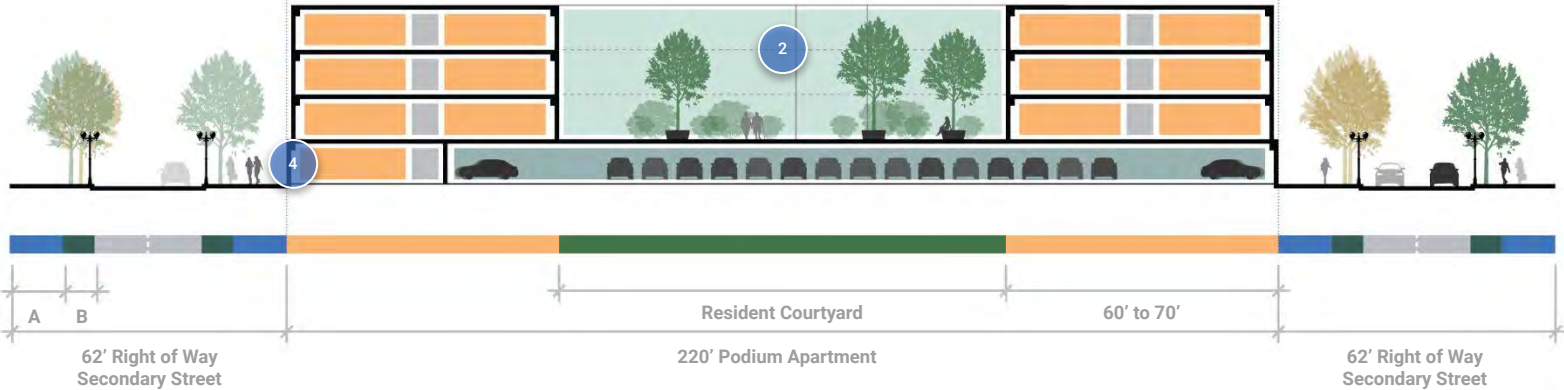 2
4
A
B
Resident Courtyard
60’ to 70’
62’ Right of Way
Secondary Street
220’ Podium Apartment
62’ Right of Way
Secondary Street